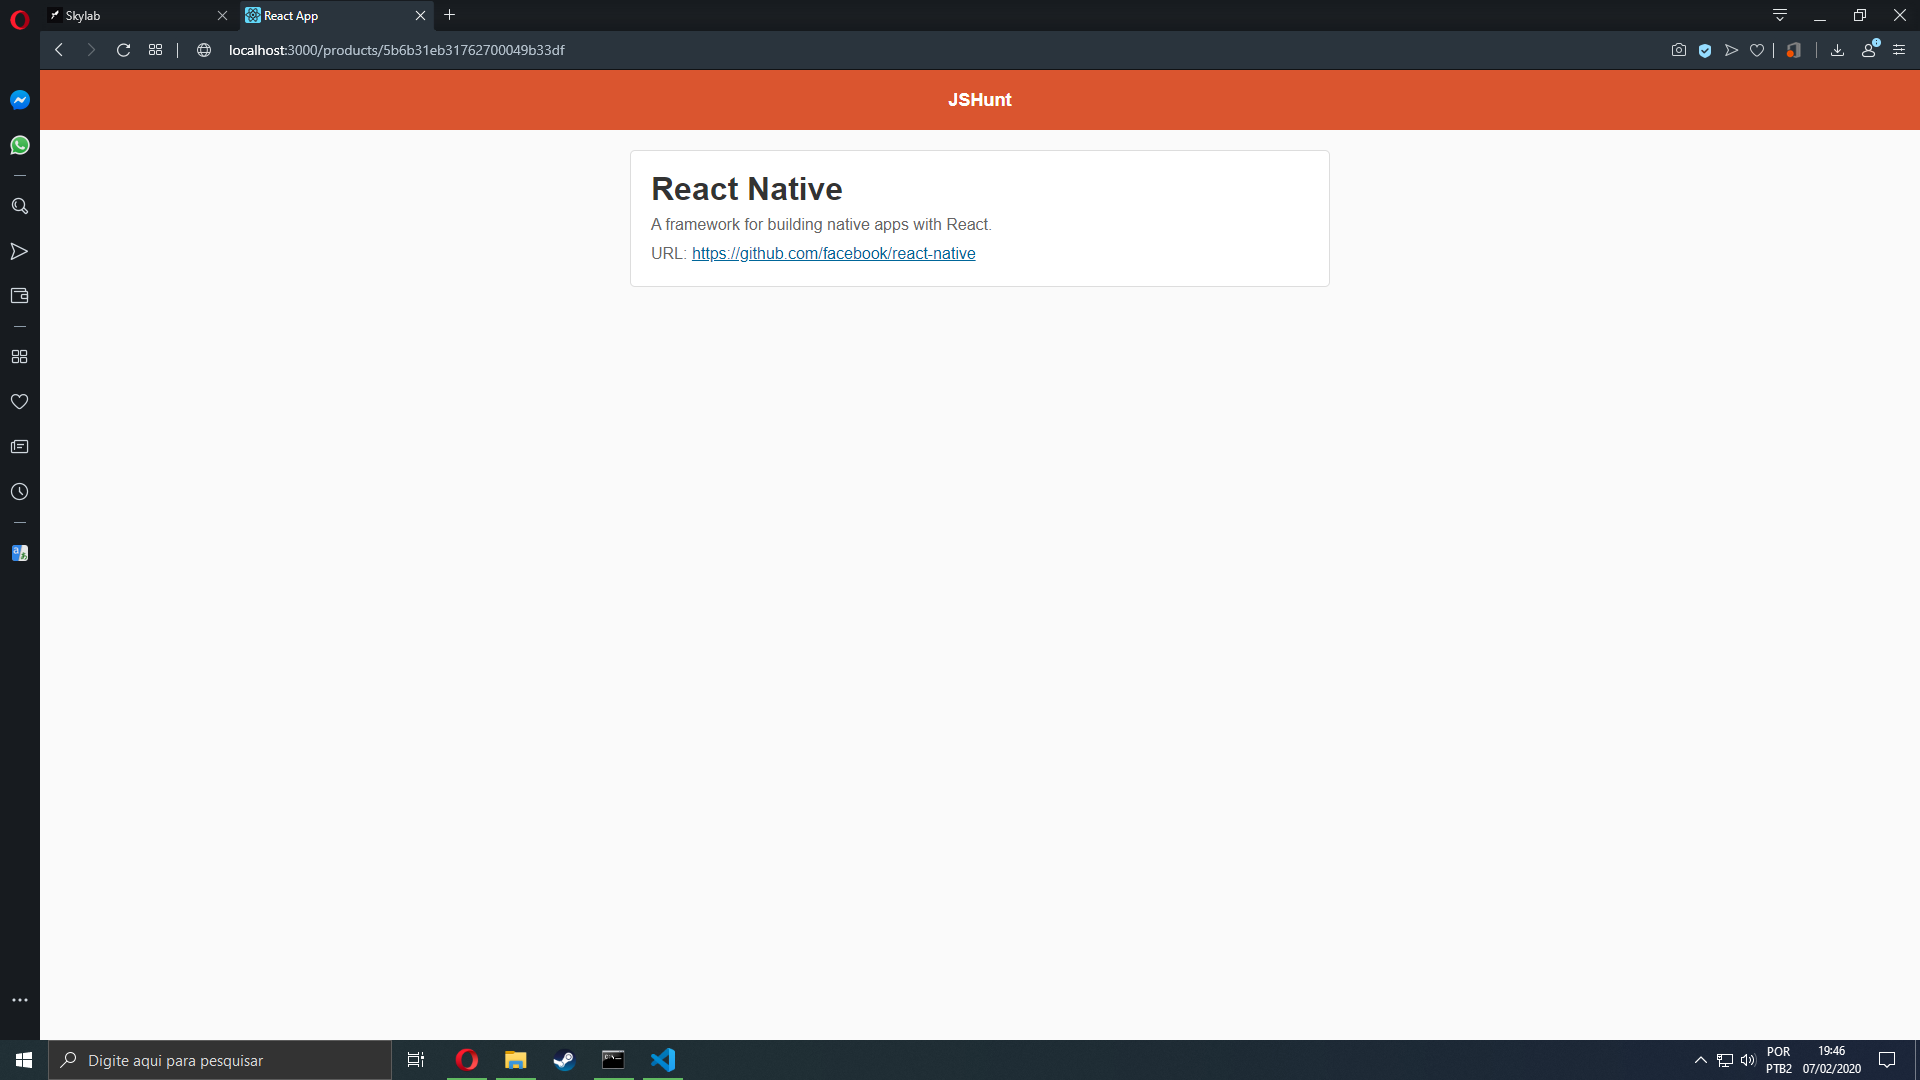 Skylab
React App
localhost:3000/products/5b6b31eb31762700049b33df
JSHunt
React Native
A framework for building native apps with React.
URL: https://github.com/facebook/react-native
Digite aqui para pesquisar
POR
PTB2
19:46
07/02/2020